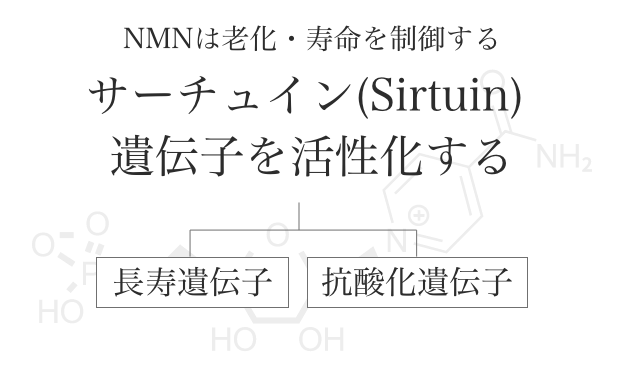 NMNは老化・寿命を制御する
サーチュイン(Sirtuin)
遺伝子を活性化する
長寿遺伝子
抗酸化遺伝子
O
NH₂
N
+
O
O
O
P
HO
HO
OH